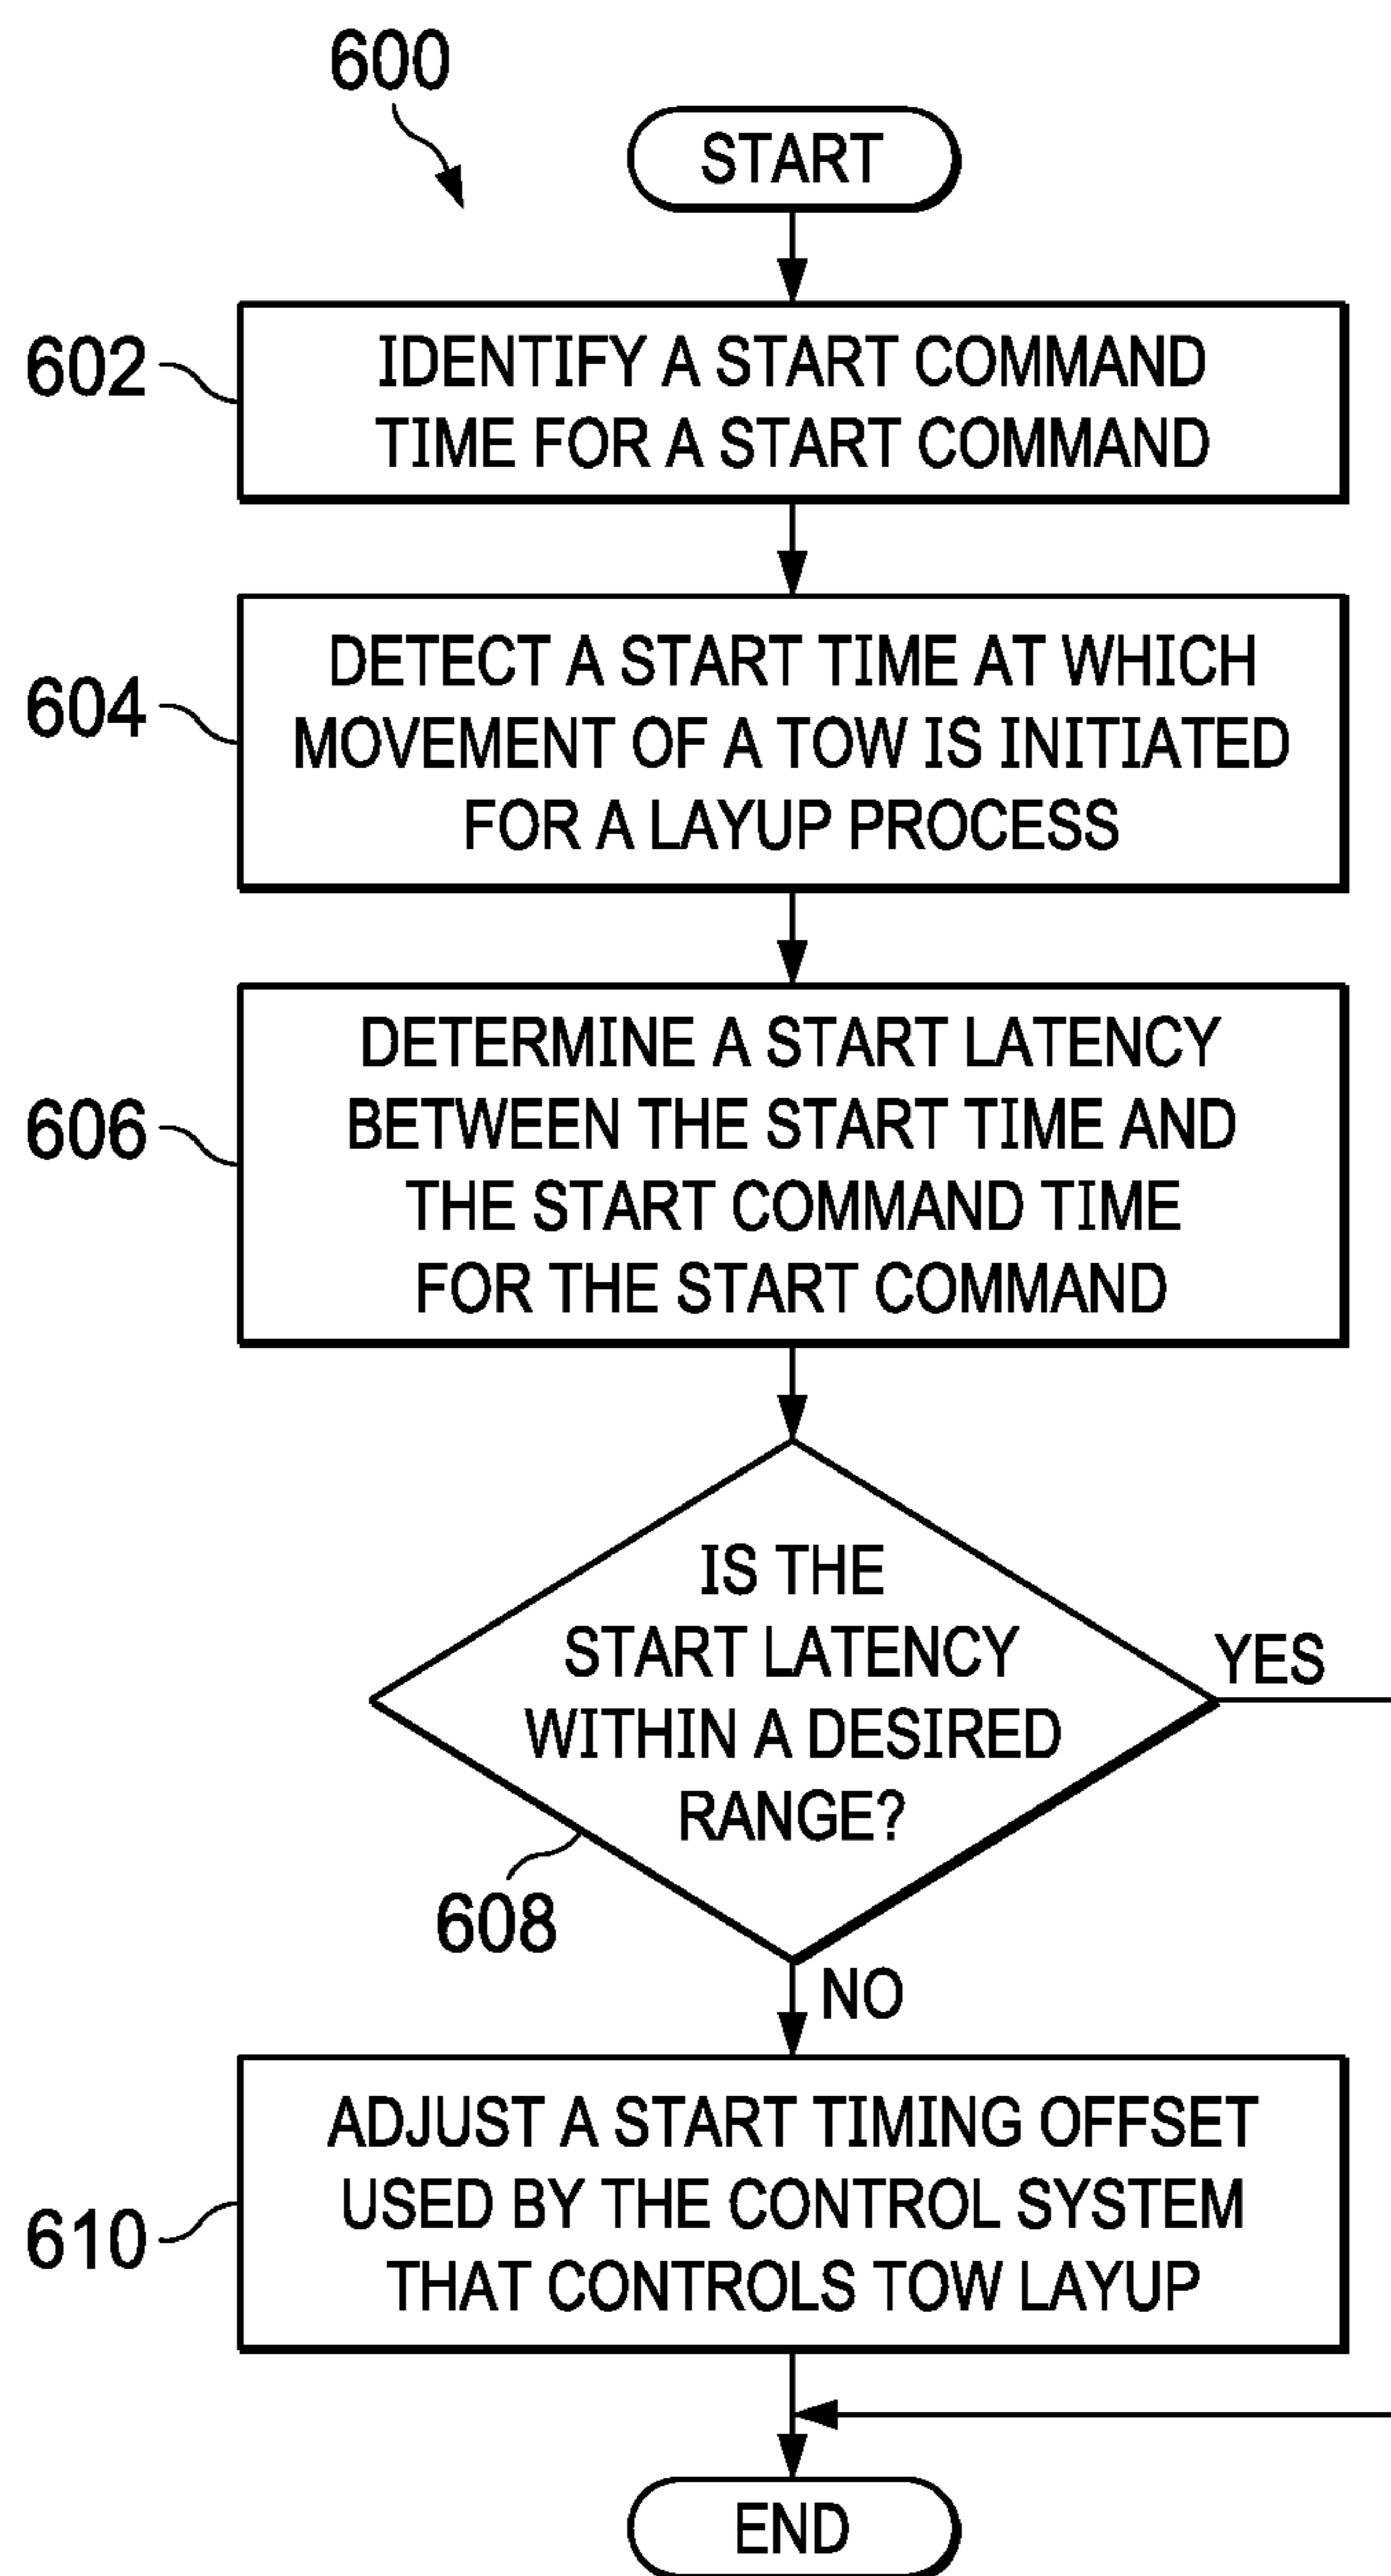 600
START
602
IDENTIFY A START COMMAND
TIME FOR A START COMMAND
604
DETECT A START TIME AT WHICH
MOVEMENT OF A TOW IS INITIATED
FOR A LAYUP PROCESS
606
DETERMINE A START LATENCY
BETWEEN THE START TIME AND
THE START COMMAND TIME
FOR THE START COMMAND
IS THE
START LATENCY
WITHIN A DESIRED
RANGE?
YES
608
NO
610
ADJUST A START TIMING OFFSET
USED BY THE CONTROL SYSTEM
THAT CONTROLS TOW LAYUP
END